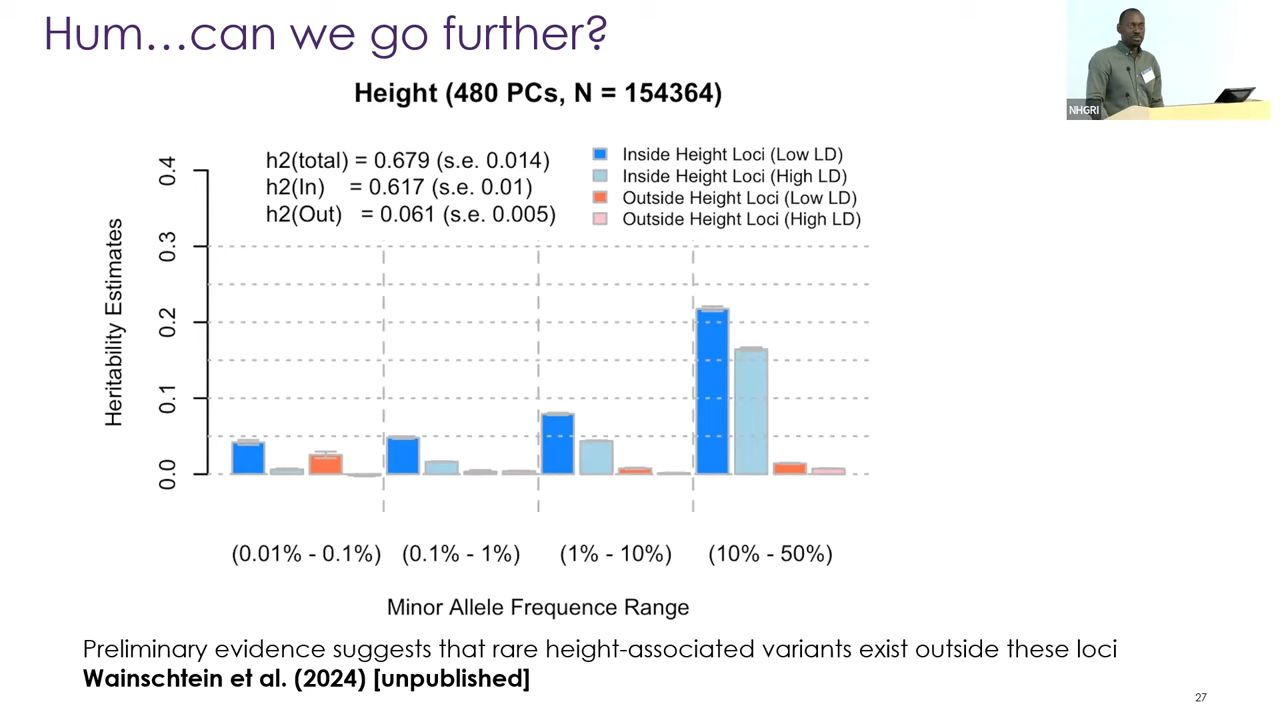 Hum...can we go further?
NHGRI
Height (480 PCs, N = 154364)
h2(total) = 0.679 (s.e. 0.014)
h2(In) = 0.617 (s.e. 0.01)
h2(Out) = 0.061 (s.e. 0.005)
Inside Height Loci (Low LD)
Inside Height Loci (High LD)
Outside Height Loci (Low LD)
Outside Height Loci (High LD)
Heritability Estimates
0.4
0.3
0.2
0.1
0.0
(0.01% - 0.1%) (0.1% - 1%) (1% - 10%) (10% - 50%)
Minor Allele Frequence Range
Preliminary evidence suggests that rare height-associated variants exist outside these loci
Wainschtein et al. (2024) [unpublished]
27